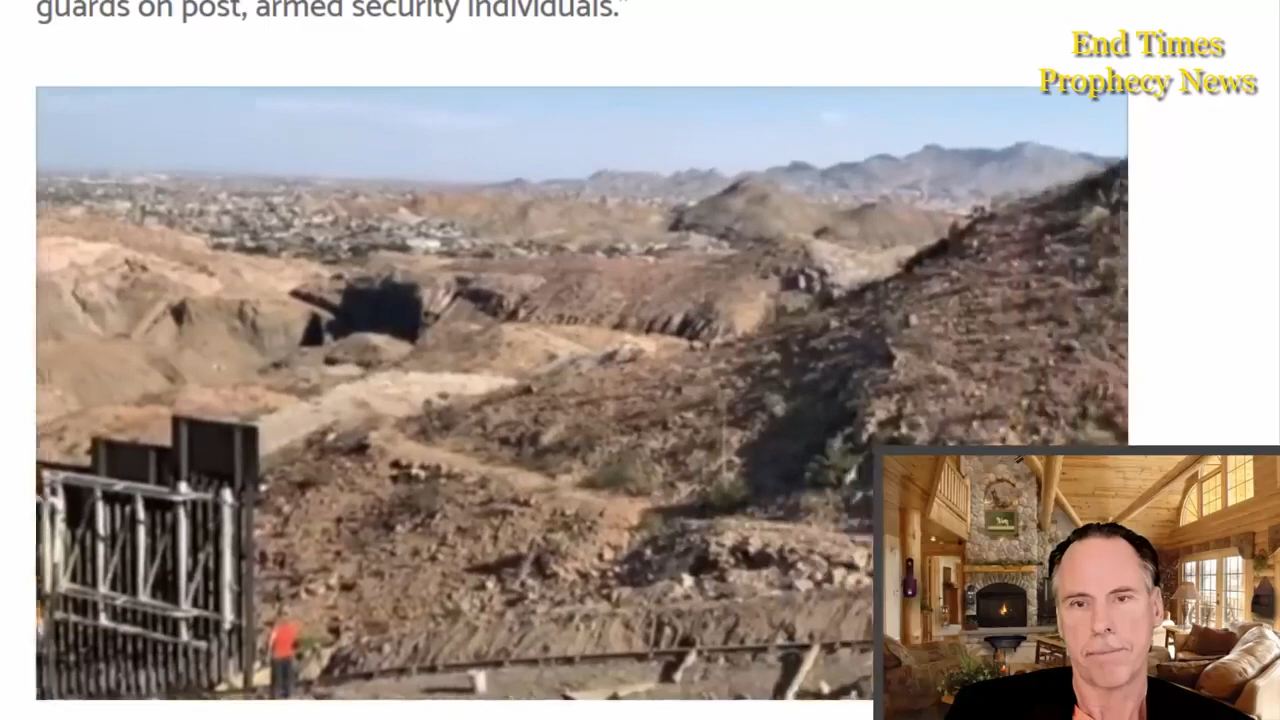 guards on post, armed security individuals.”
End Times
Prophecy News